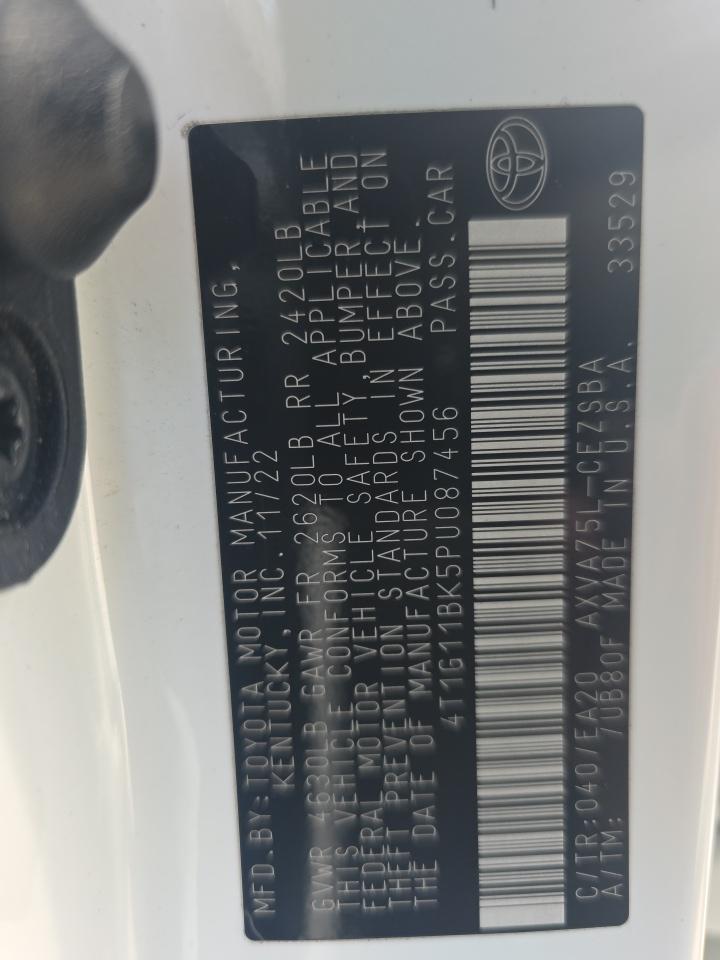 MFD.BY:TOYOTA MOTOR MANUFACTURING,
KENTUCKY, INC. 11/22
GVWR 4630LB GAWR FR 2620LB RR 2420LB
THIS VEHICLE CONFORMS TO ALL APPLICABLE
FEDERAL MOTOR VEHICLE SAFETY, BUMPER, AND
THEFT PREVENTION STANDARDS IN EFFECT ON
THE DATE OF MANUFACTURE SHOWN ABOVE.
4T1G11BK5PU087456 PASS.CAR
C/TR:040/EA20 AXVA75L-CEZSBA 33529
A/TM: /UB80F MADE IN U.S.A.